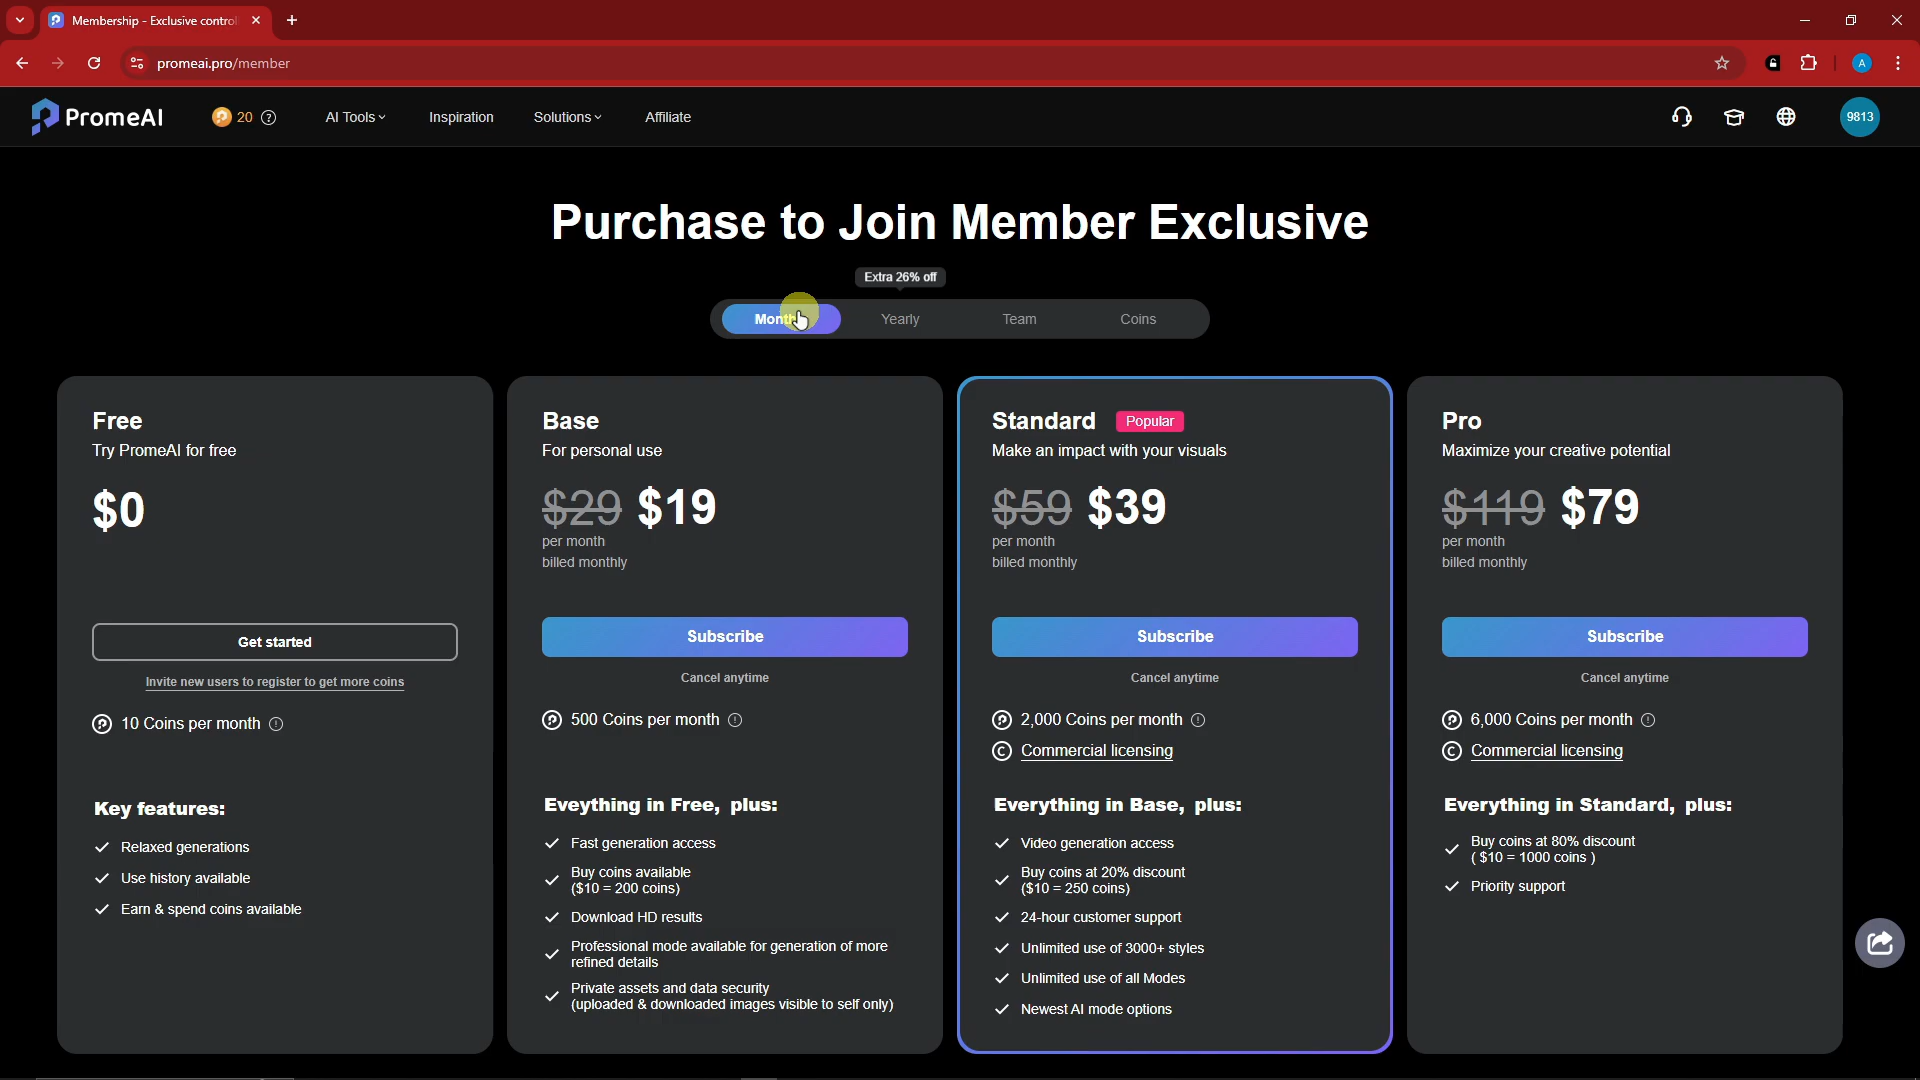 Membership - Exclusive control
promeai.pro/member
A
PromeAI
20
AI Tools
Inspiration
Solutions
Affiliate
9813
Purchase to Join Member Exclusive
Extra 26% off
Yearly
Team
Coins
Free
Try PromeAI for free
$0
Get started
Invite new users to register to get more coins
10 Coins per month
Key features:
Relaxed generations
Use history available
Earn & spend coins available
Base
For personal use
$29 $19
per month
billed monthly
Subscribe
Cancel anytime
500 Coins per month
Eveything in Free, plus:
Fast generation access
Buy coins available
($10 = 200 coins)
Download HD results
Professional mode available for generation of more
refined details
Private assets and data security
(uploaded & downloaded images visible to self only)
Standard Popular
Make an impact with your visuals
$59 $39
per month
billed monthly
Subscribe
Cancel anytime
2,000 Coins per month
Commercial licensing
Everything in Base, plus:
Video generation access
Buy coins at 20% discount
($10 = 250 coins)
24-hour customer support
Unlimited use of 3000+ styles
Unlimited use of all Modes
Newest AI mode options
Pro
Maximize your creative potential
$119 $79
per month
billed monthly
Subscribe
Cancel anytime
6,000 Coins per month
Commercial licensing
Everything in Standard, plus:
Buy coins at 80% discount
( $10 = 1000 coins )
Priority support